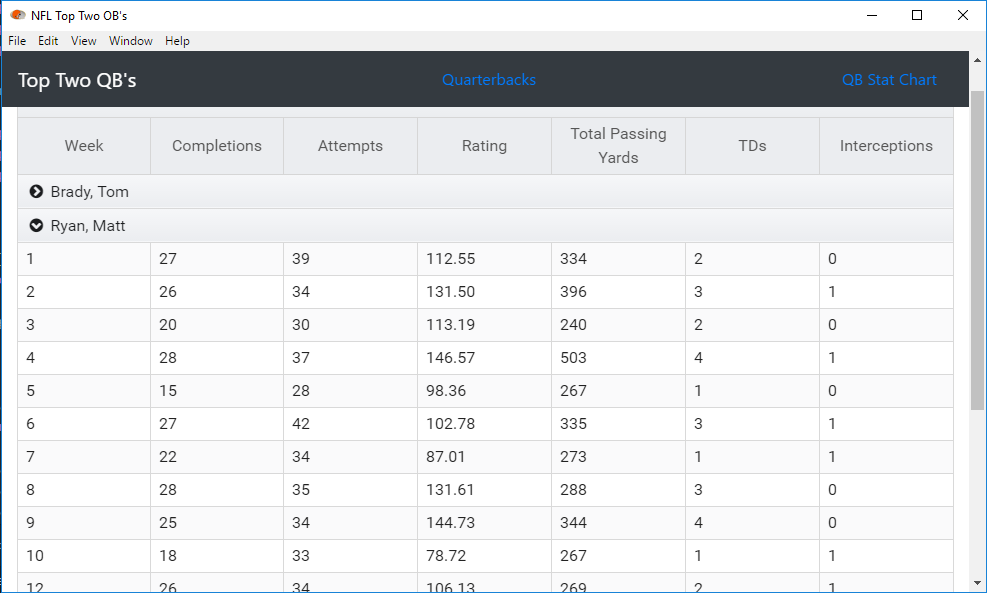 NFL Top Two OB's
File Edit View Window Help
Top Two QB's Quarterbacks QB Stat Chart
Week Completions Attempts Rating Total Passing Yards TDs Interceptions
Brady, Tom
Ryan, Matt
1 27 39 112.55 334 2 0
2 26 34 131.50 396 3 1
3 20 30 113.19 240 2 0
4 28 37 146.57 503 4 1
5 15 28 98.36 267 1 0
6 27 42 102.78 335 3 1
7 22 34 87.01 273 1 1
8 28 35 131.61 288 3 0
9 25 34 144.73 344 4 0
10 18 33 78.72 267 1 1
12 26 34 106.13 269 2 1